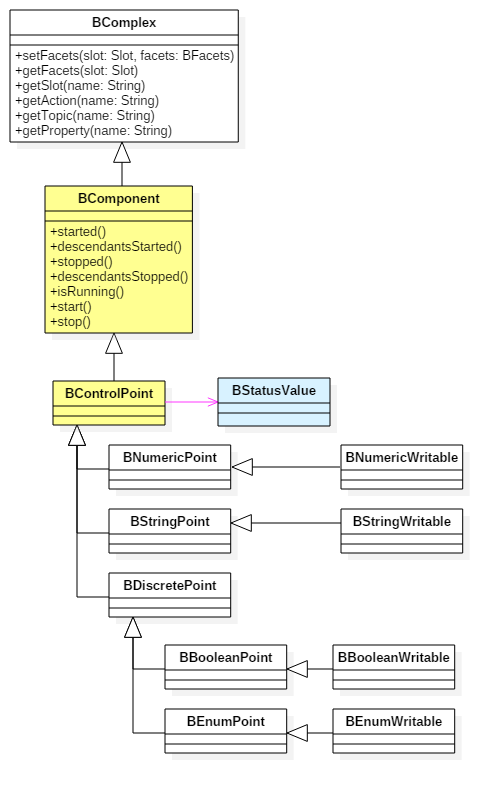 BComplex
+setFacets(slot: Slot, facets: BFacets)
+getFacets(slot: Slot)
+getSlot(name: String)
+getAction(name: String)
+getTopic(name: String)
+getProperty(name: String)
BComponent
+started()
+descendantsStarted()
+stopped()
+descendantsStopped()
+isRunning()
+start()
+stop()
BControlPoint
BStatusValue
BNumericPoint
BNumericWritable
BStringPoint
BStringWritable
BDiscretePoint
BBooleanPoint
BBooleanWritable
BEnumPoint
BEnumWritable